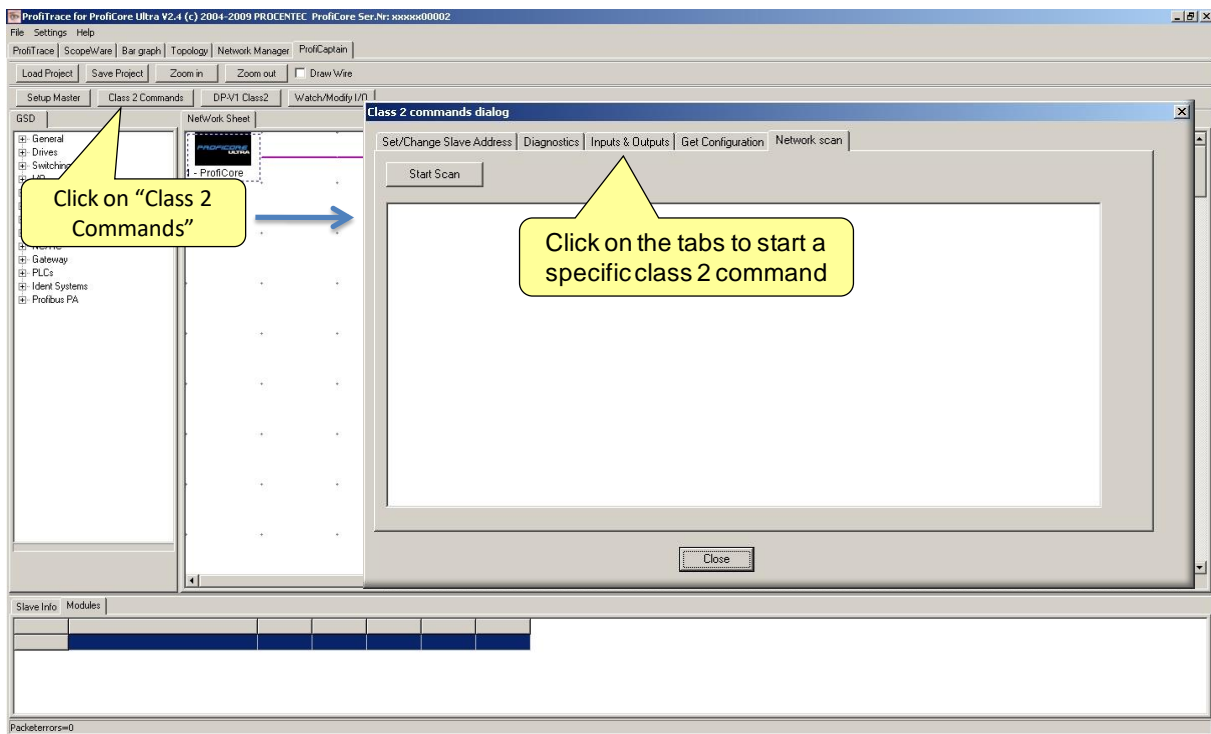 ProfiTrace for ProfiCore Ultra V2.4 (c) 2004-2009 PROCENTEC ProfiCore Ser.Nr: xxxxx00002
File Settings Help
ProfiTrace ScopeWare Bar graph Topology Network Manager ProfiCaptain
Load Project Save Project Zoom in Zoom out Draw Wire
Setup Master Class 2 Commands DP-V1 Class2 Watch/Modify I/O
GSD NetWork Sheet
General
Drives
Switching
Gateway
PLCs
Ident Systems
Profibus PA
PROFICORE
ULTRA
1 - ProfiCore
Click on “Class 2
Commands”
Class 2 commands dialog
Set/Change Slave Address Diagnostics Inputs & Outputs Get Configuration Network scan
Start Scan
Click on the tabs to start a
specific class 2 command
Close
Slave Info Modules
Packeterrors=0